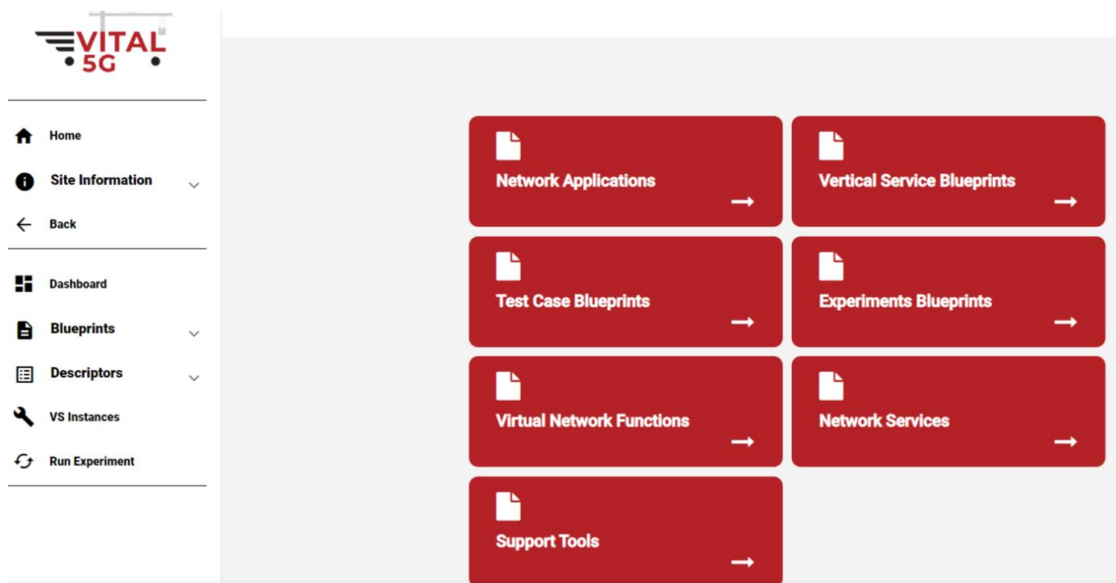 VITAL
5G
Home
Site Information
Back
Dashboard
Blueprints
Descriptors
VS Instances
Run Experiment
Network Applications
Vertical Service Blueprints
Test Case Blueprints
Experiments Blueprints
Virtual Network Functions
Network Services
Support Tools